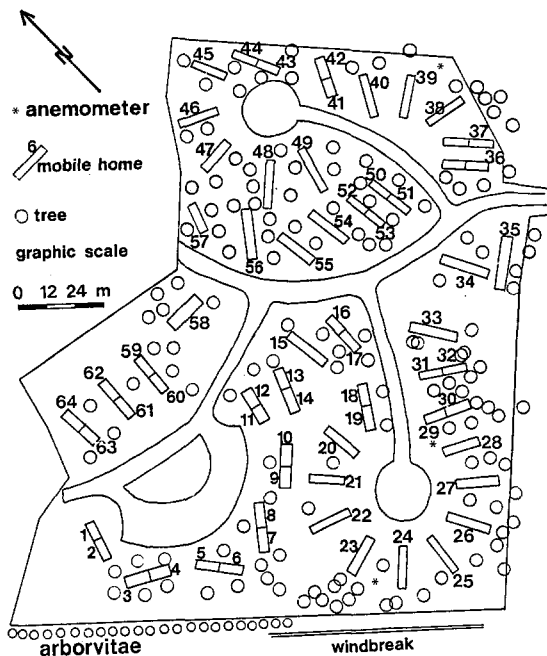 N
* anemometer
6
mobile home
tree
graphic scale
0 12 24 m
45 44 43 42 41 40 39 38 37 36
46 47 48 49 50 51 52 53 54 55 56 57
35 34 33 32 31 30 29 28 27 26 25 24 23 22 21 20
58 59 60 61 62 63 64
16 15 17 13 14 12 11 18 19 10 9 8 7
1 2 3 4 5 6
arborvitae
windbreak